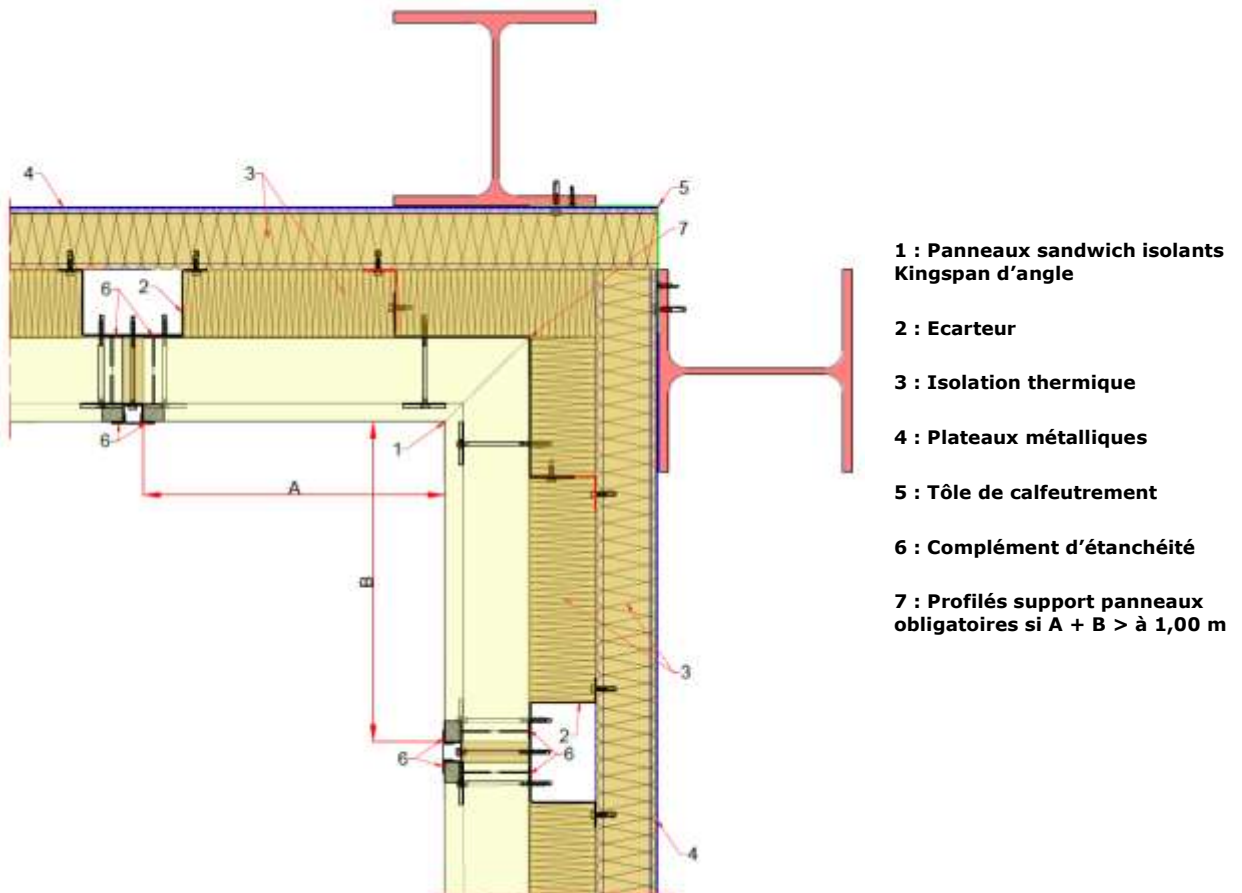 4
3
5
7
1 : Panneaux sandwich isolants
Kingspan d’angle
2 : Ecarteur
3 : Isolation thermique
4 : Plateaux métalliques
5 : Tôle de calfeutrement
6 : Complément d’étanchéité
7 : Profilés support panneaux
obligatoires si A + B > à 1,00 m
6
2
6
1
A
B
3
2
6
6
4